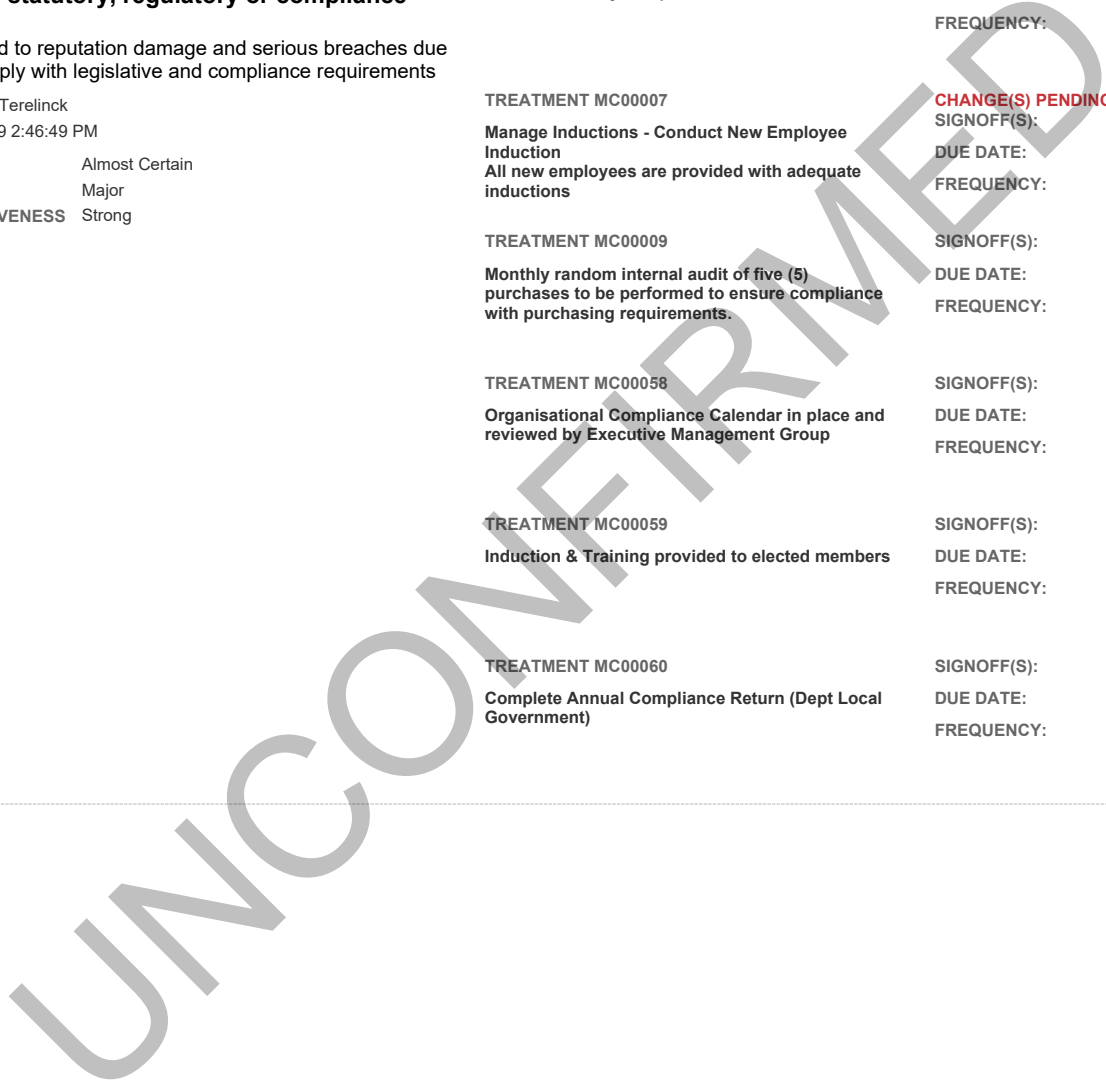 statutory, regulatory or compliance
d to reputation damage and serious breaches due
ply with legislative and compliance requirements
Terelinck
9 2:46:49 PM
Almost Certain
Major
VENESS Strong
FREQUENCY:
TREATMENT MC00007
Manage Inductions - Conduct New Employee
Induction
All new employees are provided with adequate
inductions
CHANGE(S) PENDING
SIGNOFF(S):
DUE DATE:
FREQUENCY:
TREATMENT MC00009
Monthly random internal audit of five (5)
purchases to be performed to ensure compliance
with purchasing requirements.
SIGNOFF(S):
DUE DATE:
FREQUENCY:
TREATMENT MC00058
Organisational Compliance Calendar in place and
reviewed by Executive Management Group
SIGNOFF(S):
DUE DATE:
FREQUENCY:
TREATMENT MC00059
Induction & Training provided to elected members
SIGNOFF(S):
DUE DATE:
FREQUENCY:
TREATMENT MC00060
Complete Annual Compliance Return (Dept Local
Government)
SIGNOFF(S):
DUE DATE:
FREQUENCY:
UNCONFIRMED